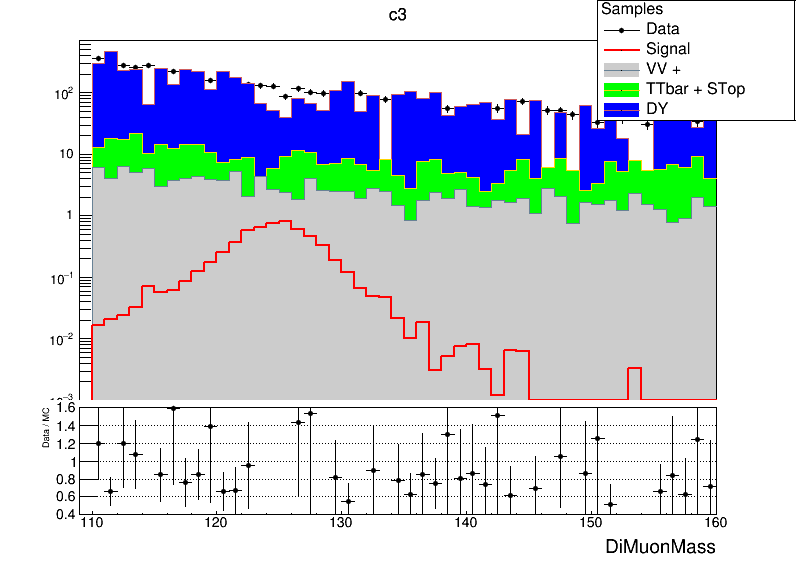 c3
Samples
Data
Signal
VV +
TTbar + STop
DY
10²
10
1
10⁻¹
10⁻²
10⁻³
Data / MC
1.6
1.4
1.2
1
0.8
0.6
0.4
110 120 130 140 150 160
DiMuonMass